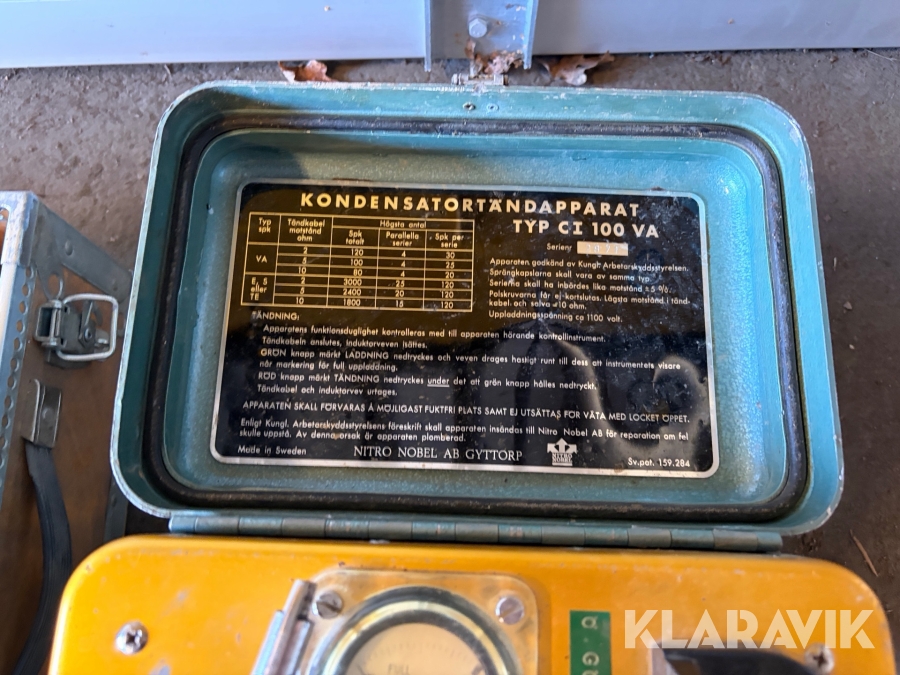 KONDENSATORTÄNDAPPARAT
TYP CI 100 VA
Serienr
Typ spk Tändkabel motstånd ohm Högsta antal
Spk totalt Parallella serier Spk per serie
VA 120 4 30
100 4 25
10 80 4 20
E, S eller TE 2 3000 25 120
5 2400 20 120
10 1800 15 120
Apparaten godkänd av Kungl. Arbetarskyddsstyrelsen.
Sprängkapslarna skall vara av samma typ.
Serierna skall ha inbördes lika motstånd ±5 %.
Polskruvarna får ej kortslutas. Lägsta motstånd i tänd-
kabel och salva =10 ohm.
Uppladdningsspänning ca 1100 volt.
TÄNDNING:
Apparatens funktionsduglighet kontrolleras med till apparaten hörande kontrollinstrument.
Tändkabeln anslutes, induktorveven isättes.
GRÖN knapp märkt LADDNING nedtryckes och veven drages hastigt runt till dess att instrumentets visare
når markering för full uppladdning.
RÖD knapp märkt TÄNDNING nedtryckes under det att grön knapp hålles nedtryckt.
Tändkabel och induktorvev urtages.
APPARATEN SKALL FÖRVARAS Å MÖJLIGAST FUKTFRI PLATS SAMT EJ UTSÄTTAS FÖR VÄTA MED LOCKET ÖPPET.
Enligt Kungl. Arbetarskyddsstyrelsens föreskrift skall apparaten insändas till Nitro Nobel AB för reparation om fel
skulle uppstå. Av denna orsak är apparaten plomberad.
Made in Sweden NITRO NOBEL AB GYTTORP NITRO NOBEL Sv.pat. 159.284
FULL
KLARAVIK